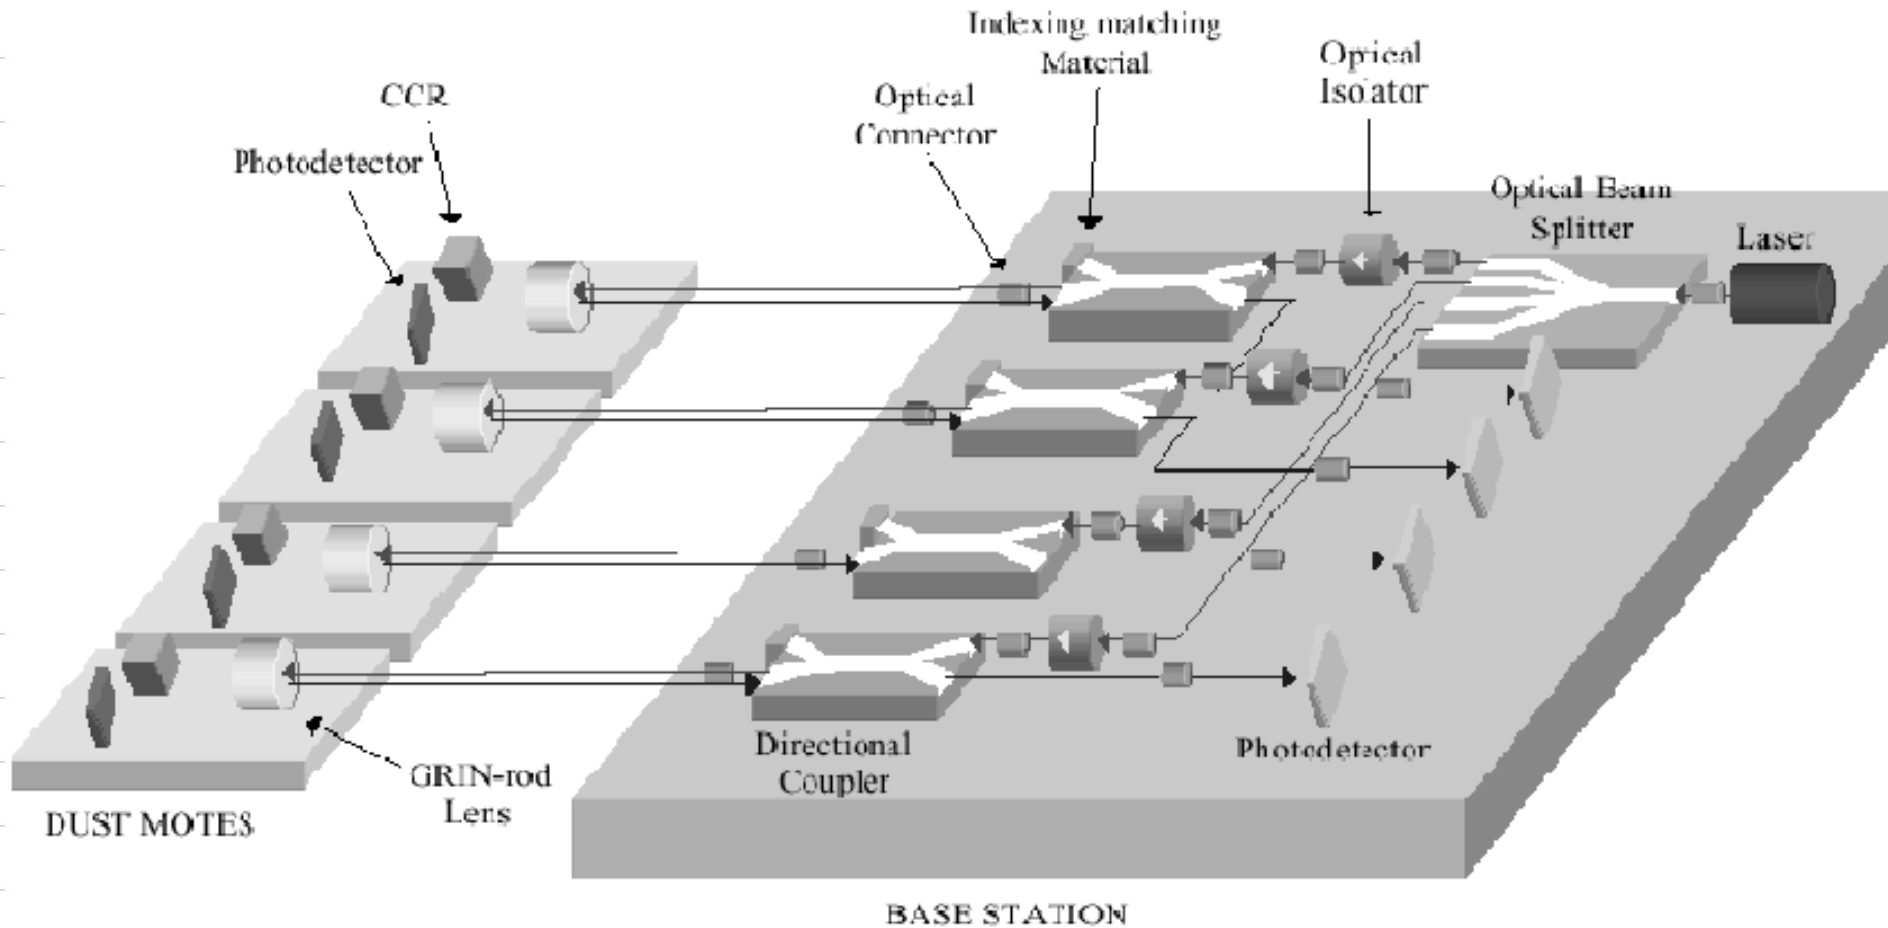 Indexing matching
Material
Optical
Isolator
CCR
Optical
Connector
Photodetector
Optical Beam
Splitter
Laser
Directional
Coupler
Photodetector
GRIN-rod
Lens
DUST MOTES
BASE STATION